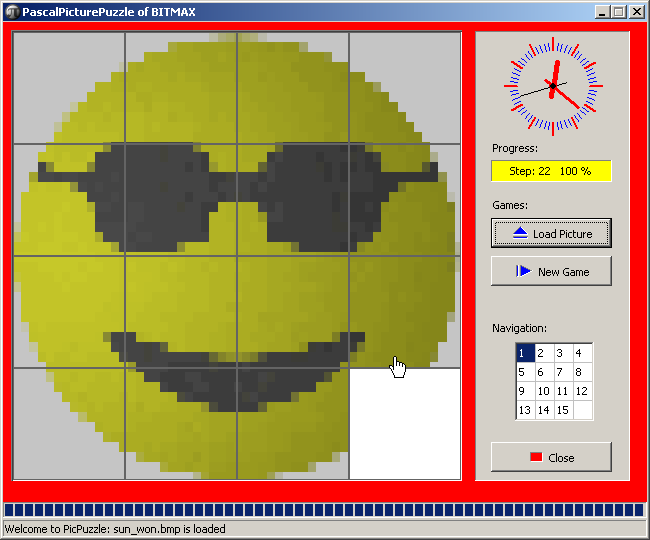 PascalPicturePuzzle of BITMAX
Progress:
Step: 22 100 %
Games:
Load Picture
New Game
Navigation:
1 2 3 4
5 6 7 8
9 10 11 12
13 14 15
Close
Welcome to PicPuzzle: sun_won.bmp is loaded